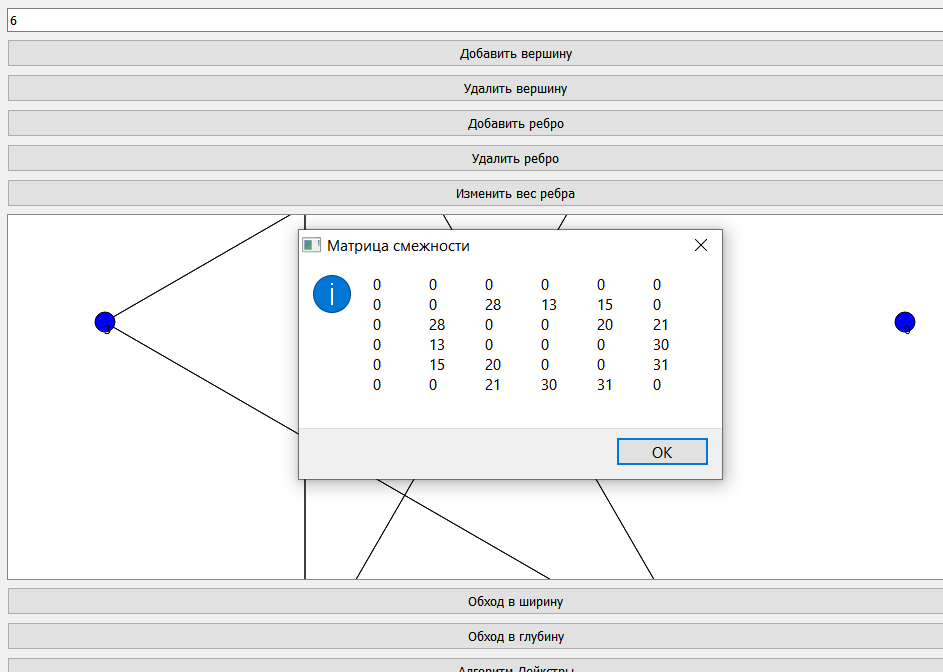 6
Добавить вершину
Удалить вершину
Добавить ребро
Удалить ребро
Изменить вес ребра
Матрица смежности
0 0 0 0 0 0
0 0 28 13 15 0
0 28 0 0 20 21
0 13 0 0 0 30
0 15 20 0 0 31
0 0 21 30 31 0
OK
Обход в ширину
Обход в глубину
Алгоритм Дейкстры